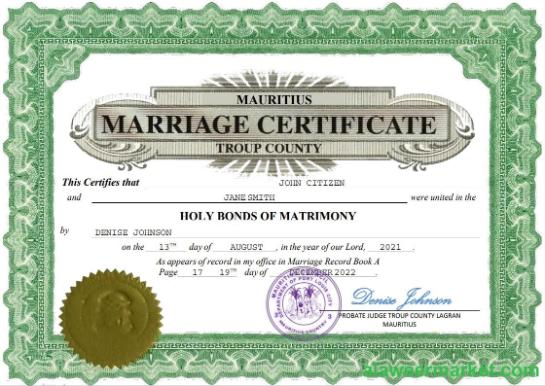 MAURITIUS
MARRIAGE CERTIFICATE
TROUP COUNTY
This Certifies that JOHN CITIZEN
and JANE SMITH were united in the
HOLY BONDS OF MATRIMONY
by DENISE JOHNSON
on the 13TH day of AUGUST , in the year of our Lord, 2021 .
As appears of record in my office in Marriage Record Book A
Page 17 19TH day of DECEMBER 2022 .
Denise Johnson
PROBATE JUDGE TROUP COUNTY LAGRAN
MAURITIUS
alaweermarket.com